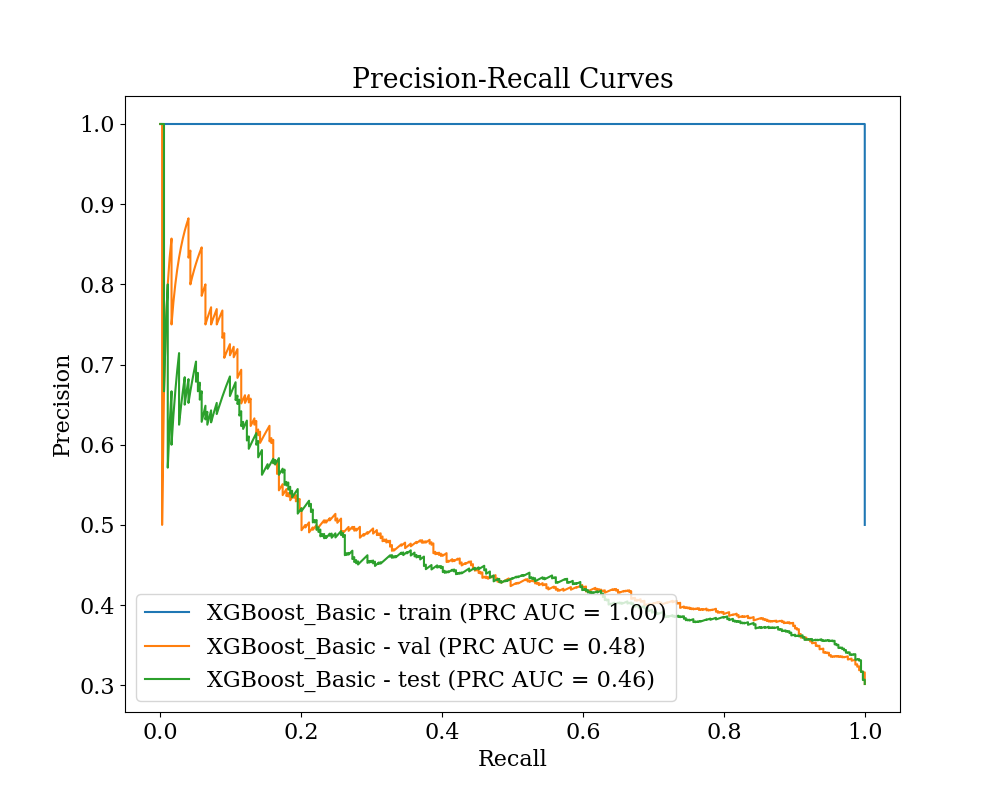 Precision-Recall Curves
1.0
0.9
0.8
0.7
0.6
0.5
0.4
0.3
Precision
XGBoost_Basic - train (PRC AUC = 1.00)
XGBoost_Basic - val (PRC AUC = 0.48)
XGBoost_Basic - test (PRC AUC = 0.46)
0.0 0.2 0.4 0.6 0.8 1.0
Recall